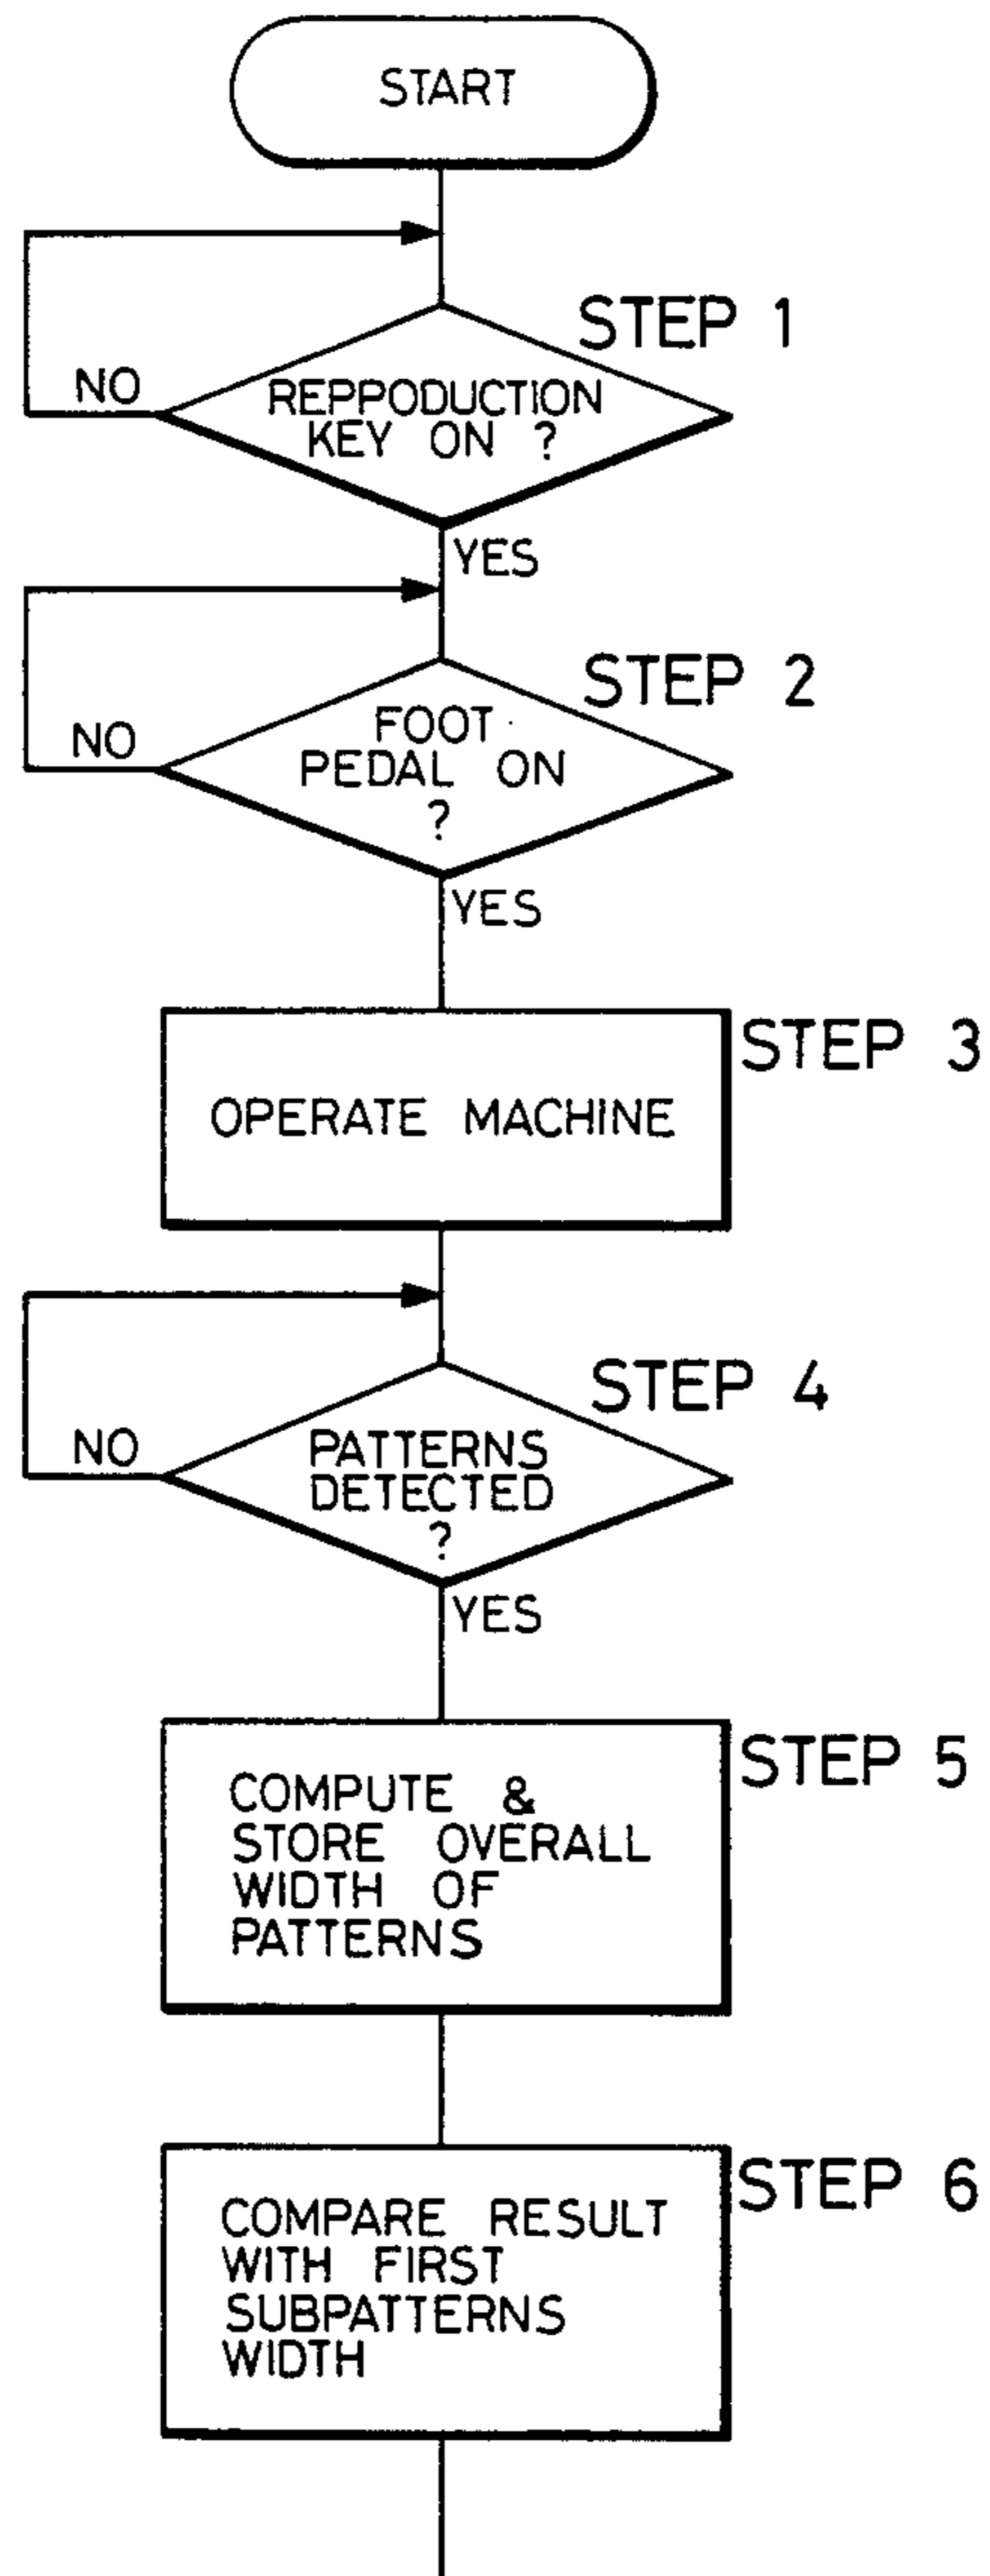 START
STEP 1
NO
REPPODUCTION
KEY ON ?
YES
STEP 2
NO
FOOT
PEDAL ON
?
YES
STEP 3
OPERATE MACHINE
STEP 4
NO
PATTERNS
DETECTED
?
YES
STEP 5
COMPUTE &
STORE OVERALL
WIDTH OF
PATTERNS
STEP 6
COMPARE RESULT
WITH FIRST
SUBPATTERNS
WIDTH